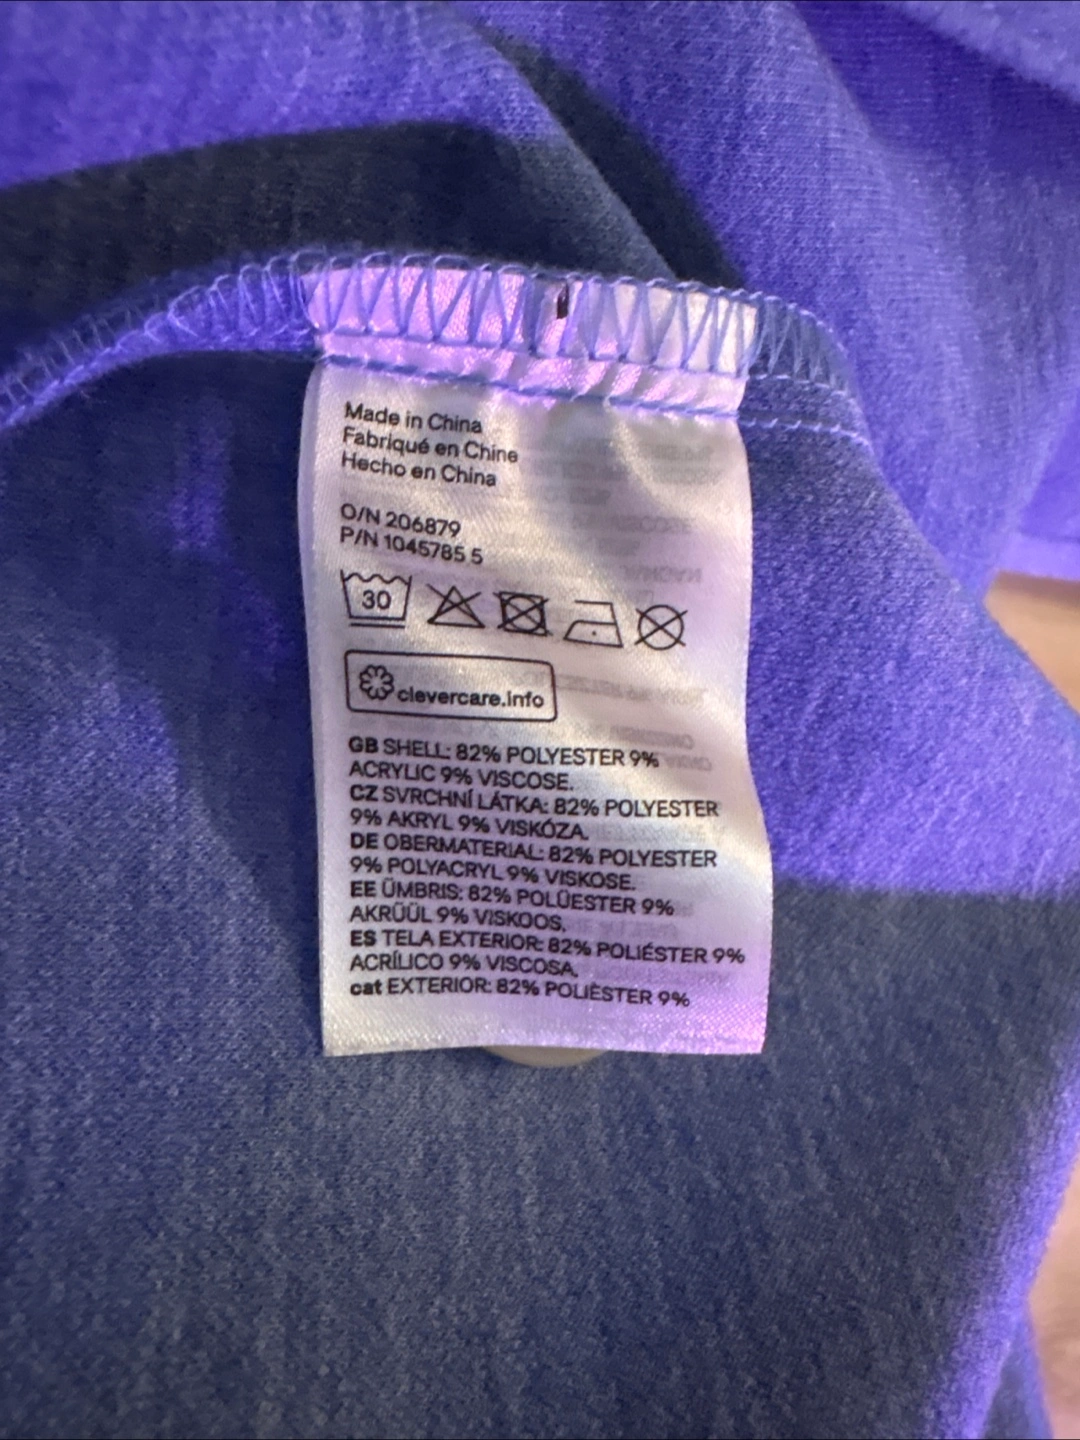 Made in China
Fabriqué en Chine
Hecho en China
O/N 206879
P/N 1045785 5
30
clevercare.info
GB SHELL: 82% POLYESTER 9%
ACRYLIC 9% VISCOSE.
CZ SVRCHNÍ LÁTKA: 82% POLYESTER
9% AKRYL 9% VISKÓZA.
DE OBERMATERIAL: 82% POLYESTER
9% POLYACRYL 9% VISKOSE.
EE ÜMBRIS: 82% POLÜESTER 9%
AKRÜÜL 9% VISKOOS.
ES TELA EXTERIOR: 82% POLIÉSTER 9%
ACRÍLICO 9% VISCOSA.
cat EXTERIOR: 82% POLIÈSTER 9%